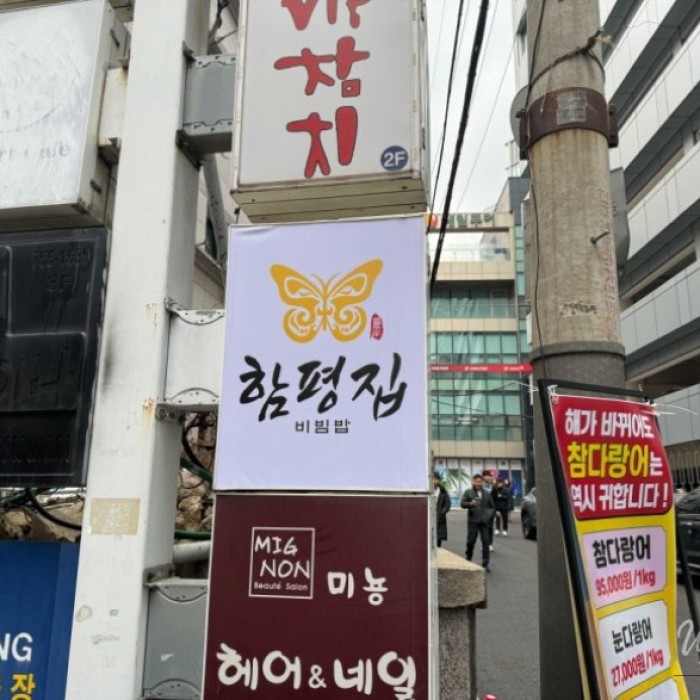 참치
2F
함평집
비빔밥
MIG
NON
Beauté Salon
미뇽
헤어&네일
해가 바뀌어도
참다랑어는
역시 귀합니다!
참다랑어
95,000원/1kg
눈다랑어
27,000원/1kg
NG
장